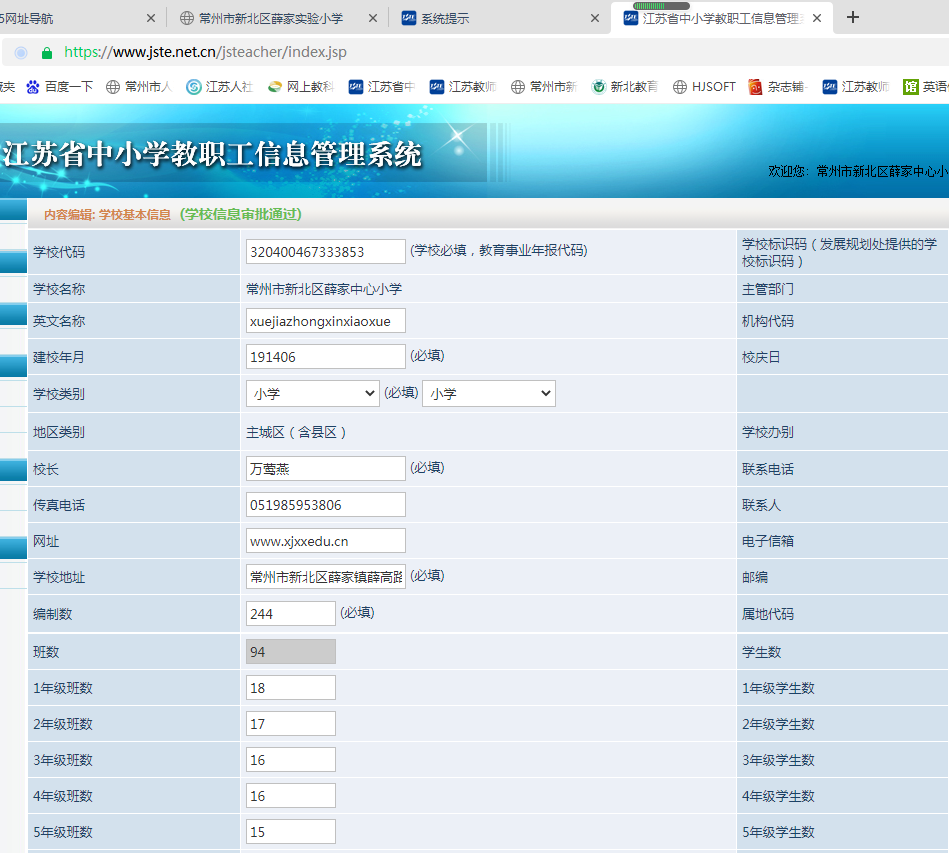 5网址导航
常州市新北区薛家实验小学
系统提示
江苏省中小学教职工信息管理系
https://www.jste.net.cn/jsteacher/index.jsp
藏夹 百度一下 常州市人 江苏人社 网上教科 江苏省中 江苏教师 常州市新 新北教育 HJSOFT 杂志铺- 江苏教师 英语
江苏省中小学教职工信息管理系统
欢迎您: 常州市新北区薛家中心小
内容编辑: 学校基本信息 (学校信息审批通过)
学校代码 320400467333853 (学校必填，教育事业年报代码) 学校标识码（发展规划处提供的学
校标识码）
学校名称 常州市新北区薛家中心小学 主管部门
英文名称 xuejiazhongxinxiaoxue 机构代码
建校年月 191406 (必填) 校庆日
学校类别 小学 (必填) 小学
地区类别 主城区（含县区） 学校办别
校长 万莺燕 (必填) 联系电话
传真电话 051985953806 联系人
网址 www.xjxxedu.cn 电子信箱
学校地址 常州市新北区薛家镇薛高路 (必填) 邮编
编制数 244 (必填) 属地代码
班数 94 学生数
1年级班数 18 1年级学生数
2年级班数 17 2年级学生数
3年级班数 16 3年级学生数
4年级班数 16 4年级学生数
5年级班数 15 5年级学生数